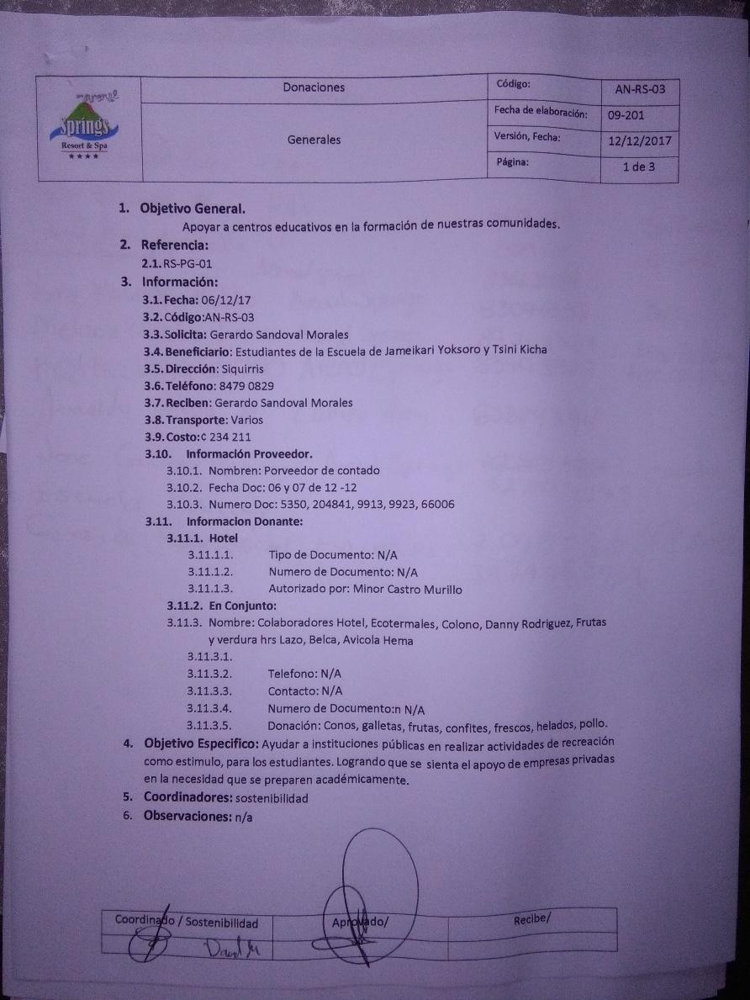 Arenal
Springs
Resort & Spa
Donaciones
Generales
Código: AN-RS-03
Fecha de elaboración: 09-201
Versión, Fecha: 12/12/2017
Página: 1 de 3
1. Objetivo General.
Apoyar a centros educativos en la formación de nuestras comunidades.
2. Referencia:
2.1. RS-PG-01
3. Información:
3.1. Fecha: 06/12/17
3.2. Código:AN-RS-03
3.3. Solicita: Gerardo Sandoval Morales
3.4. Beneficiario: Estudiantes de la Escuela de Jameikari Yoksoro y Tsini Kicha
3.5. Dirección: Siquirris
3.6. Teléfono: 8479 0829
3.7. Reciben: Gerardo Sandoval Morales
3.8. Transporte: Varios
3.9. Costo:¢ 234 211
3.10. Información Proveedor.
3.10.1. Nombren: Porveedor de contado
3.10.2. Fecha Doc: 06 y 07 de 12 -12
3.10.3. Numero Doc: 5350, 204841, 9913, 9923, 66006
3.11. Informacion Donante:
3.11.1. Hotel
3.11.1.1. Tipo de Documento: N/A
3.11.1.2. Numero de Documento: N/A
3.11.1.3. Autorizado por: Minor Castro Murillo
3.11.2. En Conjunto:
3.11.3. Nombre: Colaboradores Hotel, Ecotermales, Colono, Danny Rodriguez, Frutas
y verdura hrs Lazo, Belca, Avicola Hema
3.11.3.1.
3.11.3.2. Telefono: N/A
3.11.3.3. Contacto: N/A
3.11.3.4. Numero de Documento:n N/A
3.11.3.5. Donación: Conos, galletas, frutas, confites, frescos, helados, pollo.
4. Objetivo Especifico: Ayudar a instituciones públicas en realizar actividades de recreación
como estimulo, para los estudiantes. Logrando que se sienta el apoyo de empresas privadas
en la necesidad que se preparen académicamente.
5. Coordinadores: sostenibilidad
6. Observaciones: n/a
Coordinado / Sostenibilidad Aprovado/ Recibe/